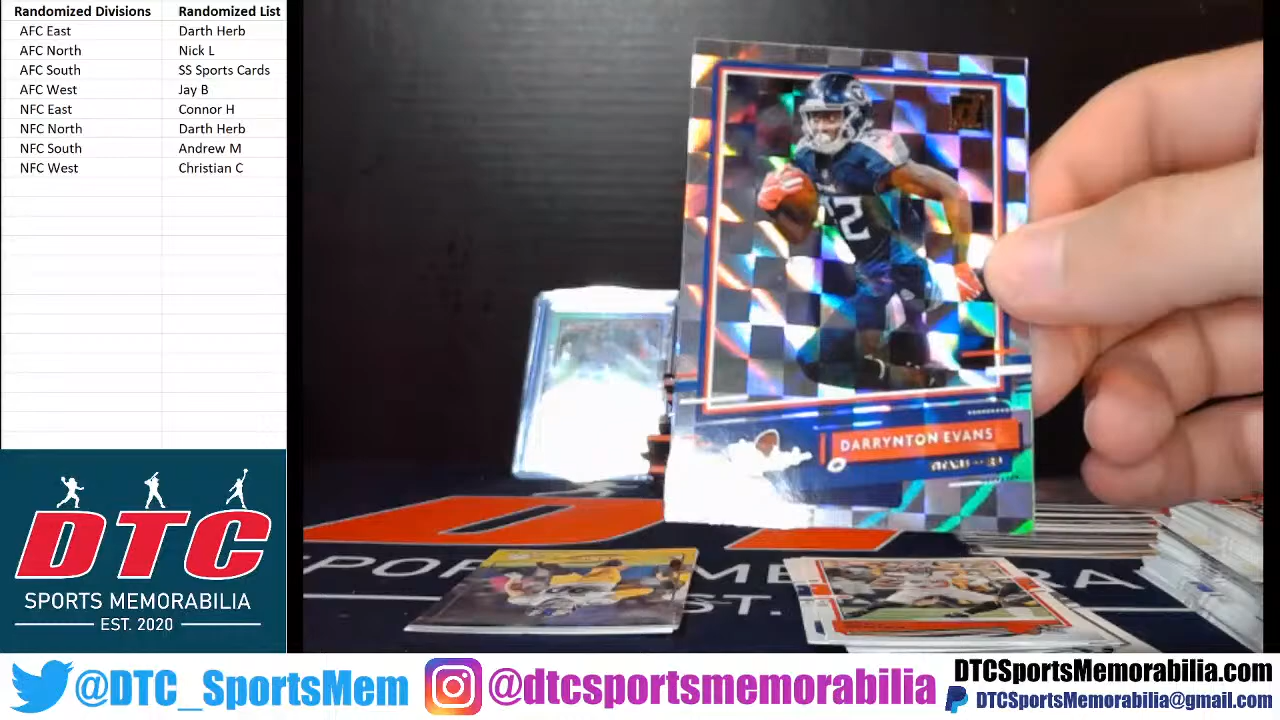 Randomized Divisions Randomized List
AFC East Darth Herb
AFC North Nick L
AFC South SS Sports Cards
AFC West Jay B
NFC East Connor H
NFC North Darth Herb
NFC South Andrew M
NFC West Christian C
32
DARRYNTON EVANS
DTC
SPORTS MEMORABILIA
EST. 2020
@DTC_SportsMem
@dtcsportsmemorabilia
DTCSportsMemorabilia.com
DTCSportsMemorabilia@gmail.com